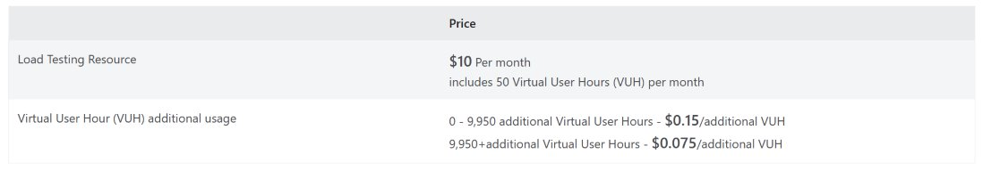 Price
Load Testing Resource
$10 Per month
includes 50 Virtual User Hours (VUH) per month
Virtual User Hour (VUH) additional usage
0 - 9,950 additional Virtual User Hours - $0.15/additional VUH
9,950+additional Virtual User Hours - $0.075/additional VUH